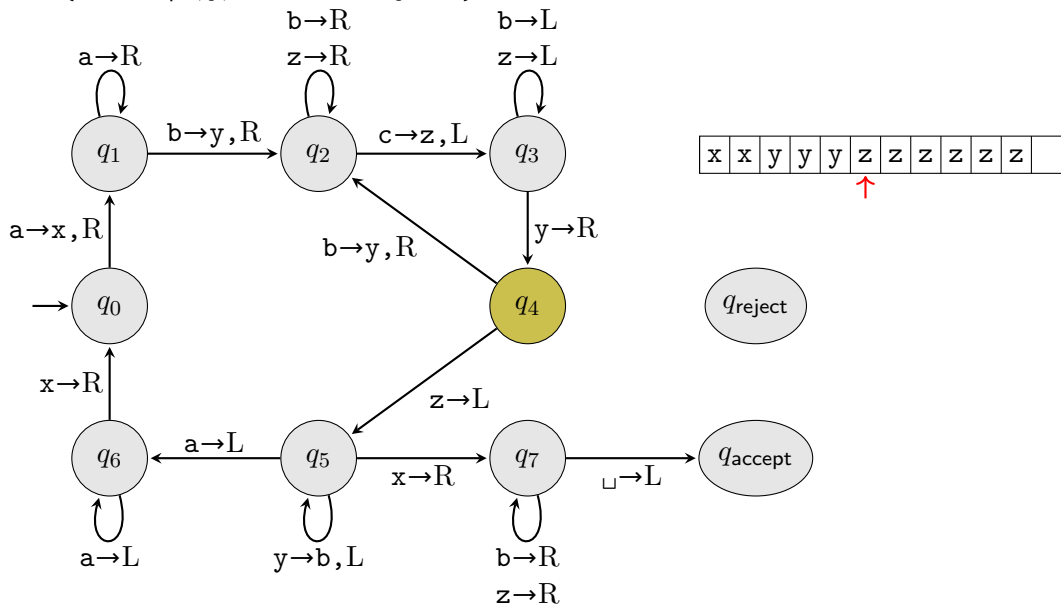 b→R
z→R
b→L
z→L
a→R
q1
b→y,R
q2
c→z,L
q3
x x y y y z z z z z z
a→x,R
b→y,R
y→R
q0
q4
qreject
x→R
z→L
q6
a→L
q5
x→R
q7
␣→L
qaccept
a→L
y→b,L
b→R
z→R